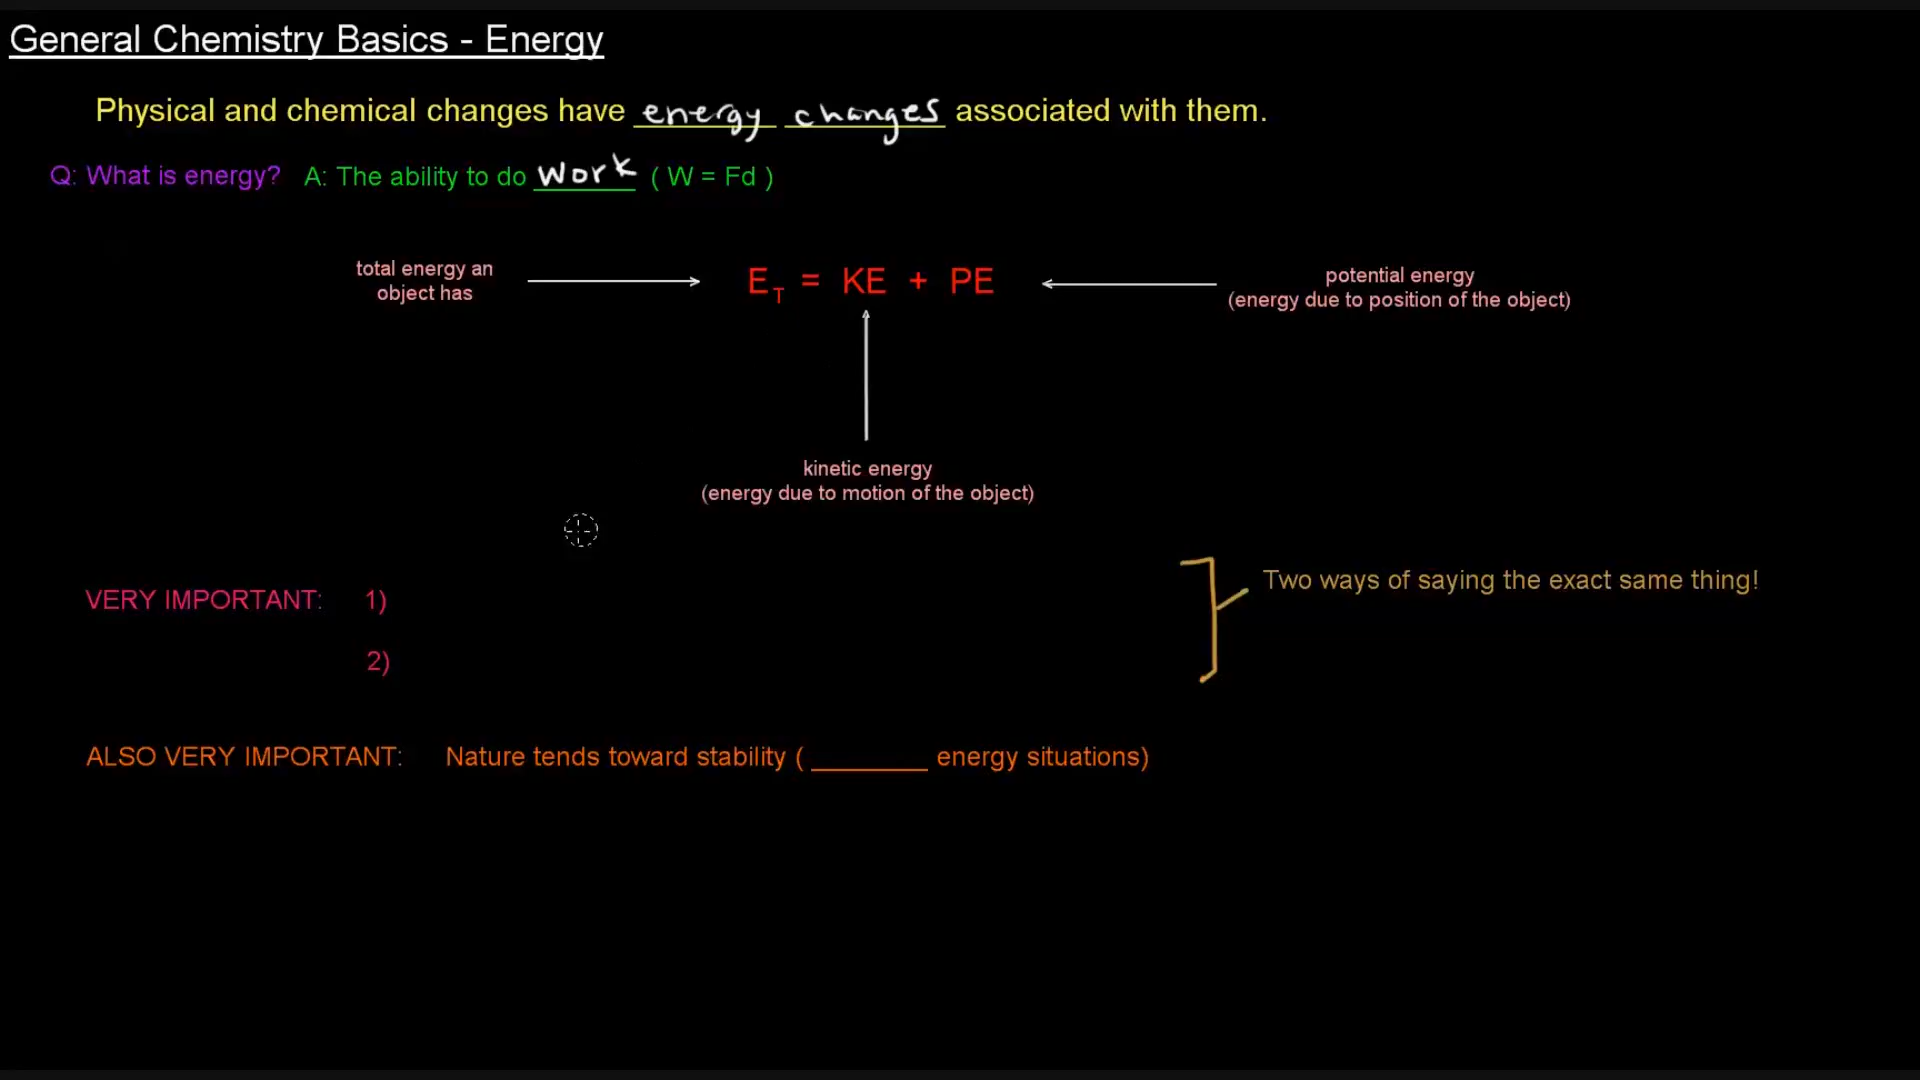 General Chemistry Basics - Energy
Physical and chemical changes have energy changes associated with them.
Q: What is energy? A: The ability to do work ( W = Fd )
total energy an
object has
E_T = KE + PE
potential energy
(energy due to position of the object)
kinetic energy
(energy due to motion of the object)
VERY IMPORTANT: 1)
2)
Two ways of saying the exact same thing!
ALSO VERY IMPORTANT: Nature tends toward stability ( ________ energy situations)